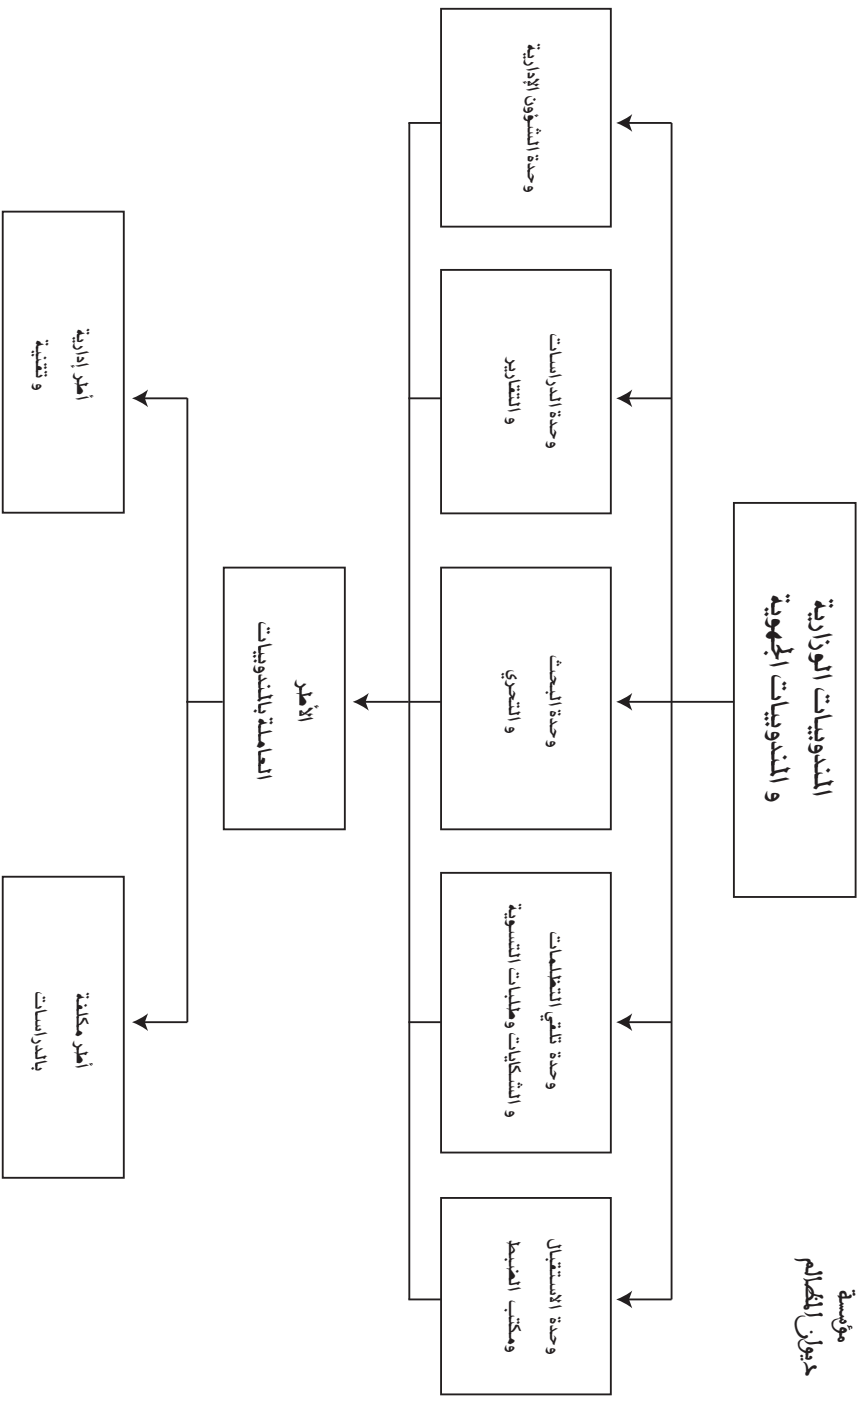 مؤسسة
ديوان المظالم
المندوبيات الوزارية
و المندوبيات الجهوية
وحدة الاستقبال
ومكتب الضبط
وحدة تلقي التظلمات
و الشكايات وطلبات التسوية
وحدة البحث
و التحري
وحدة الدراسات
و التقارير
وحدة الشؤون الإدارية
الأطر
العاملة بالمندوبيات
أطر مكلفة
بالدراسات
أطر إدارية
و تقنية